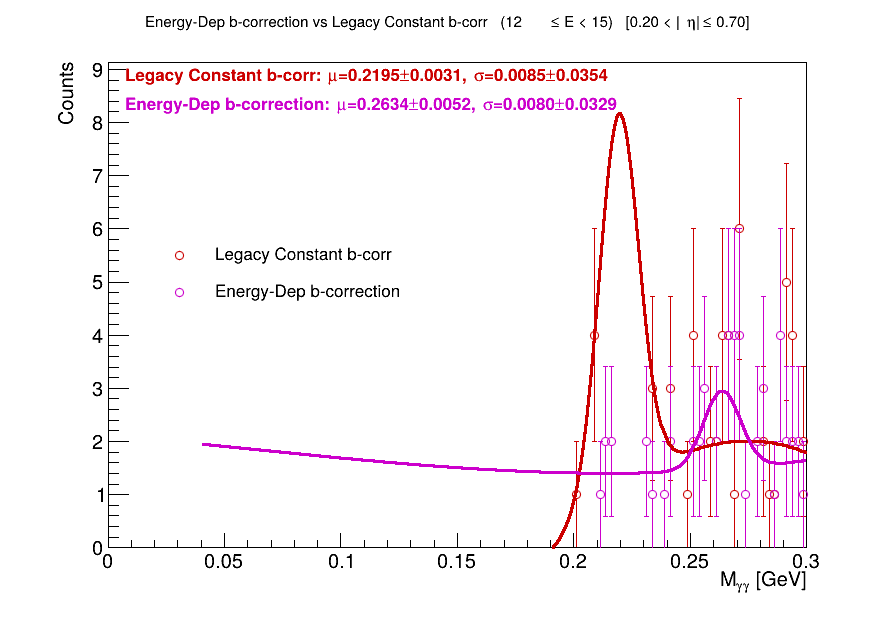 Energy-Dep b-correction vs Legacy Constant b-corr (12 ≤ E < 15) [0.20 < | η|≤ 0.70]
Counts
Legacy Constant b-corr: μ=0.2195±0.0031, σ=0.0085±0.0354
Energy-Dep b-correction: μ=0.2634±0.0052, σ=0.0080±0.0329
Legacy Constant b-corr
Energy-Dep b-correction
9
8
7
6
5
4
3
2
1
0
0 0.05 0.1 0.15 0.2 0.25 0.3
Mγγ [GeV]